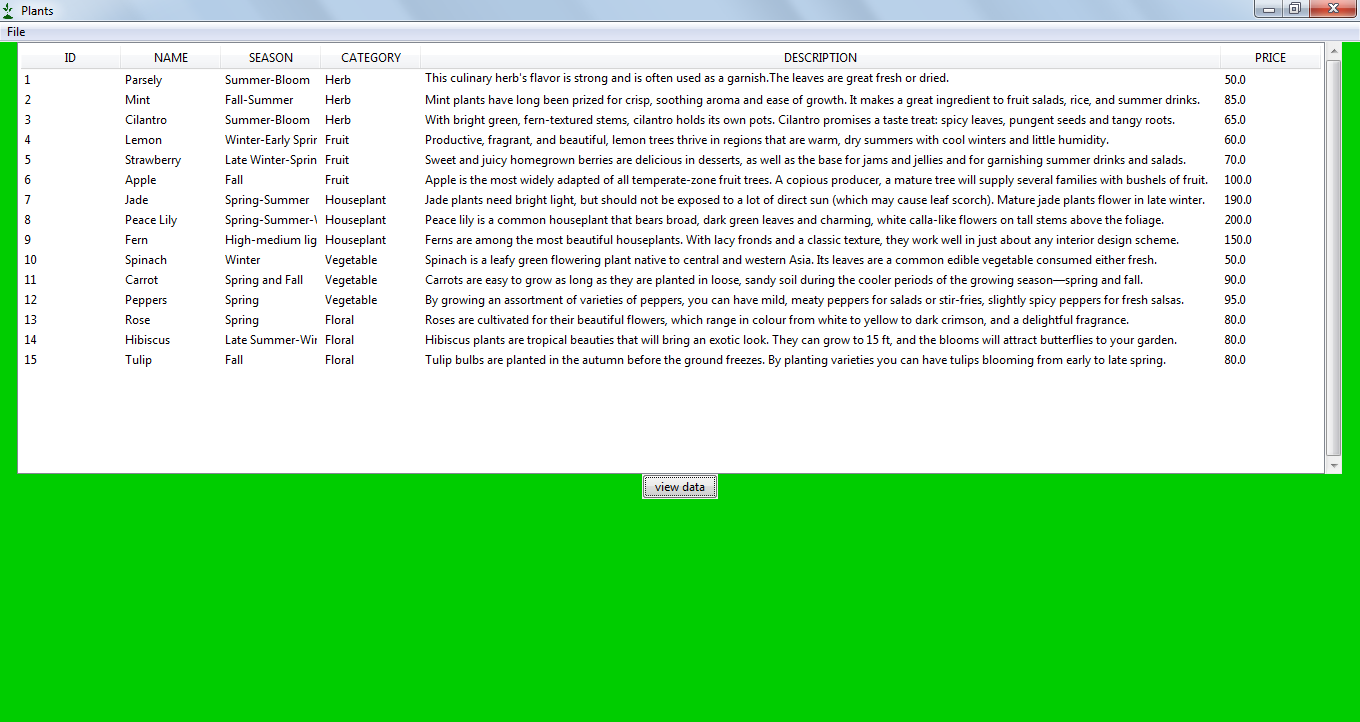 Plants
File
ID NAME SEASON CATEGORY DESCRIPTION PRICE
1 Parsely Summer-Bloom Herb This culinary herb's flavor is strong and is often used as a garnish.The leaves are great fresh or dried. 50.0
2 Mint Fall-Summer Herb Mint plants have long been prized for crisp, soothing aroma and ease of growth. It makes a great ingredient to fruit salads, rice, and summer drinks. 85.0
3 Cilantro Summer-Bloom Herb With bright green, fern-textured stems, cilantro holds its own pots. Cilantro promises a taste treat: spicy leaves, pungent seeds and tangy roots. 65.0
4 Lemon Winter-Early Sprir Fruit Productive, fragrant, and beautiful, lemon trees thrive in regions that are warm, dry summers with cool winters and little humidity. 60.0
5 Strawberry Late Winter-Sprin Fruit Sweet and juicy homegrown berries are delicious in desserts, as well as the base for jams and jellies and for garnishing summer drinks and salads. 70.0
6 Apple Fall Fruit Apple is the most widely adapted of all temperate-zone fruit trees. A copious producer, a mature tree will supply several families with bushels of fruit. 100.0
7 Jade Spring-Summer Houseplant Jade plants need bright light, but should not be exposed to a lot of direct sun (which may cause leaf scorch). Mature jade plants flower in late winter. 190.0
8 Peace Lily Spring-Summer- Houseplant Peace lily is a common houseplant that bears broad, dark green leaves and charming, white calla-like flowers on tall stems above the foliage. 200.0
9 Fern High-medium lig Houseplant Ferns are among the most beautiful houseplants. With lacy fronds and a classic texture, they work well in just about any interior design scheme. 150.0
10 Spinach Winter Vegetable Spinach is a leafy green flowering plant native to central and western Asia. Its leaves are a common edible vegetable consumed either fresh. 50.0
11 Carrot Spring and Fall Vegetable Carrots are easy to grow as long as they are planted in loose, sandy soil during the cooler periods of the growing season—spring and fall. 90.0
12 Peppers Spring Vegetable By growing an assortment of varieties of peppers, you can have mild, meaty peppers for salads or stir-fries, slightly spicy peppers for fresh salsas. 95.0
13 Rose Spring Floral Roses are cultivated for their beautiful flowers, which range in colour from white to yellow to dark crimson, and a delightful fragrance. 80.0
14 Hibiscus Late Summer-Wir Floral Hibiscus plants are tropical beauties that will bring an exotic look. They can grow to 15 ft, and the blooms will attract butterflies to your garden. 80.0
15 Tulip Fall Floral Tulip bulbs are planted in the autumn before the ground freezes. By planting varieties you can have tulips blooming from early to late spring. 80.0
view data